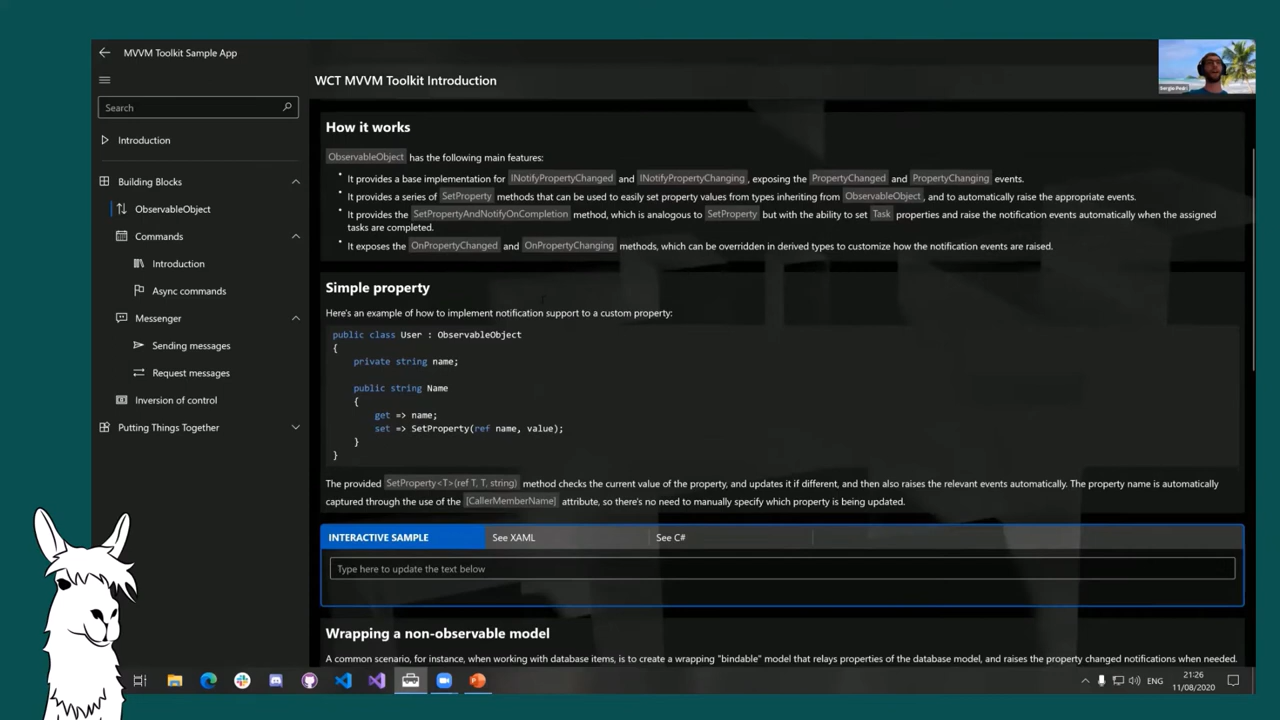 MVVM Toolkit Sample App
WCT MVVM Toolkit Introduction
Sergio Pedri
Search
Introduction
Building Blocks
ObservableObject
Commands
Introduction
Async commands
Messenger
Sending messages
Request messages
Inversion of control
Putting Things Together
How it works
ObservableObject has the following main features:
• It provides a base implementation for INotifyPropertyChanged and INotifyPropertyChanging, exposing the PropertyChanged and PropertyChanging events.
• It provides a series of SetProperty methods that can be used to easily set property values from types inheriting from ObservableObject, and to automatically raise the appropriate events.
• It provides the SetPropertyAndNotifyOnCompletion method, which is analogous to SetProperty but with the ability to set Task properties and raise the notification events automatically when the assigned
tasks are completed.
• It exposes the OnPropertyChanged and OnPropertyChanging methods, which can be overridden in derived types to customize how the notification events are raised.
Simple property
Here's an example of how to implement notification support to a custom property:
public class User : ObservableObject
{
private string name;
public string Name
{
get => name;
set => SetProperty(ref name, value);
}
}
The provided SetProperty<T>(ref T, T, string) method checks the current value of the property, and updates it if different, and then also raises the relevant events automatically. The property name is automatically
captured through the use of the [CallerMemberName] attribute, so there's no need to manually specify which property is being updated.
INTERACTIVE SAMPLE
See XAML
See C#
Type here to update the text below
Wrapping a non-observable model
A common scenario, for instance, when working with database items, is to create a wrapping "bindable" model that relays properties of the database model, and raises the property changed notifications when needed.
ENG
21:26
11/08/2020